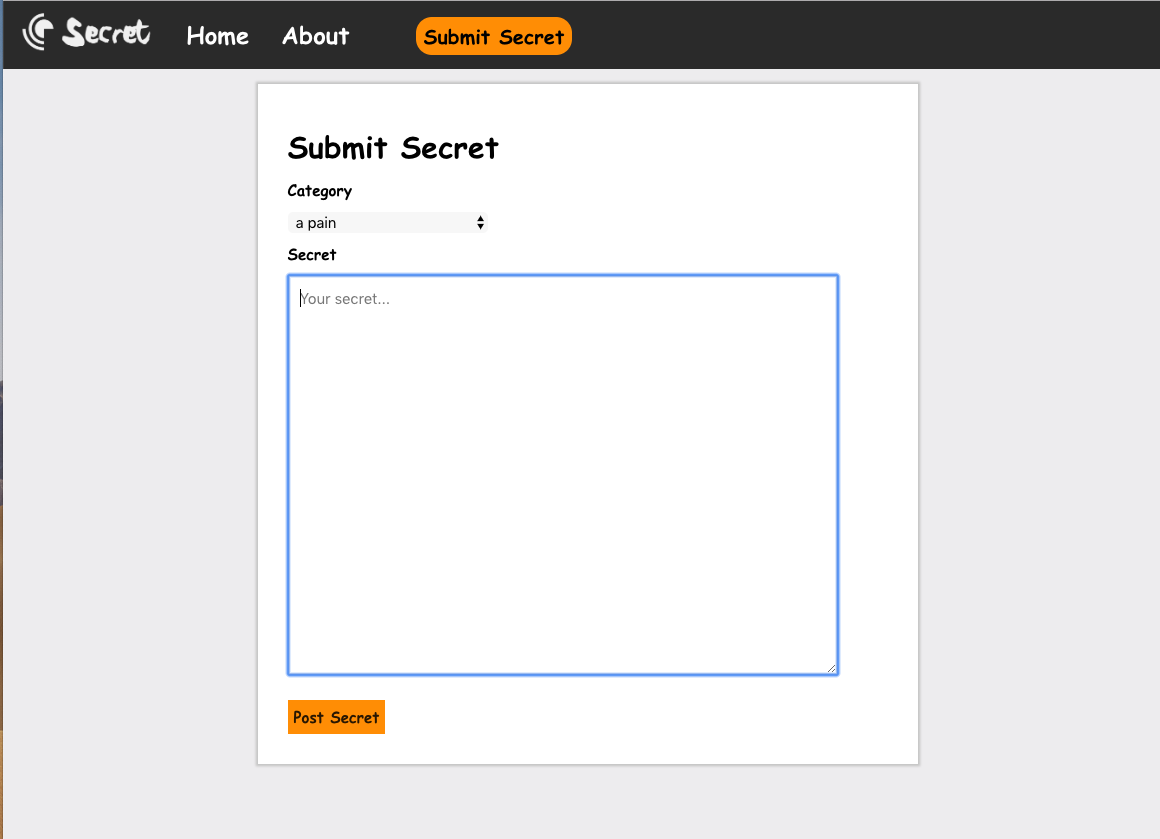 Secret Home About Submit Secret
Submit Secret
Category
a pain
Secret
Your secret...
Post Secret